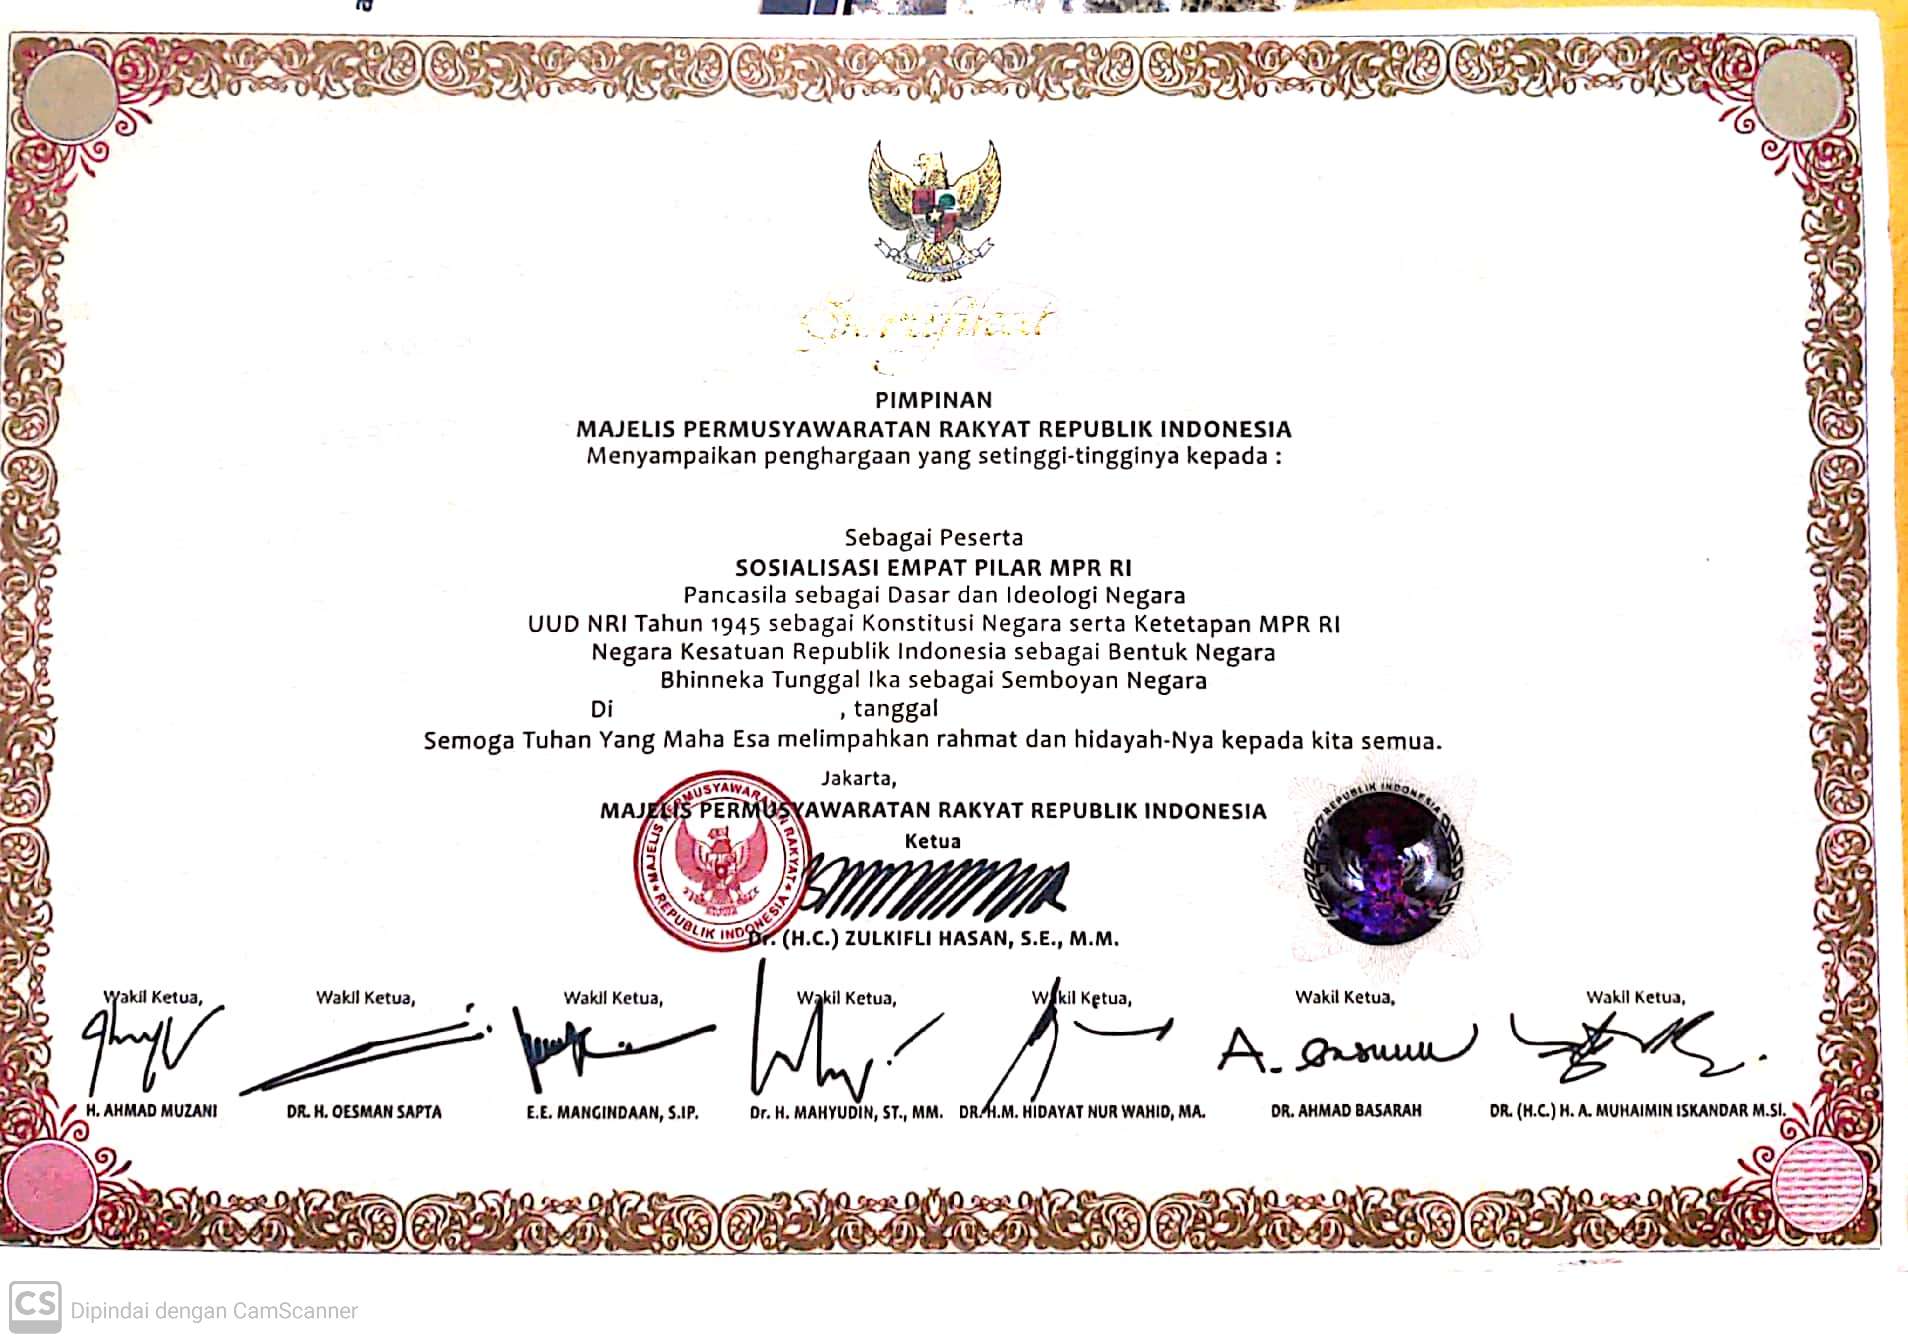 Sertifikat
PIMPINAN
MAJELIS PERMUSYAWARATAN RAKYAT REPUBLIK INDONESIA
Menyampaikan penghargaan yang setinggi-tingginya kepada :
Sebagai Peserta
SOSIALISASI EMPAT PILAR MPR RI
Pancasila sebagai Dasar dan Ideologi Negara
UUD NRI Tahun 1945 sebagai Konstitusi Negara serta Ketetapan MPR RI
Negara Kesatuan Republik Indonesia sebagai Bentuk Negara
Bhinneka Tunggal Ika sebagai Semboyan Negara
Di , tanggal
Semoga Tuhan Yang Maha Esa melimpahkan rahmat dan hidayah-Nya kepada kita semua.
Jakarta,
MAJELIS PERMUSYAWARATAN RAKYAT REPUBLIK INDONESIA
Ketua
MAJELIS PERMUSYAWARATAN RAKYAT
REPUBLIK INDONESIA
REPUBLIK INDONESIA
Dr. (H.C.) ZULKIFLI HASAN, S.E., M.M.
Wakil Ketua, Wakil Ketua, Wakil Ketua, Wakil Ketua, Wakil Ketua, Wakil Ketua, Wakil Ketua,
H. AHMAD MUZANI DR. H. OESMAN SAPTA E.E. MANGINDAAN, S.IP. Dr. H. MAHYUDIN, ST., MM. DR.H.M. HIDAYAT NUR WAHID, MA. DR. AHMAD BASARAH DR. (H.C.) H. A. MUHAIMIN ISKANDAR M.SI.
CS Dipindai dengan CamScanner